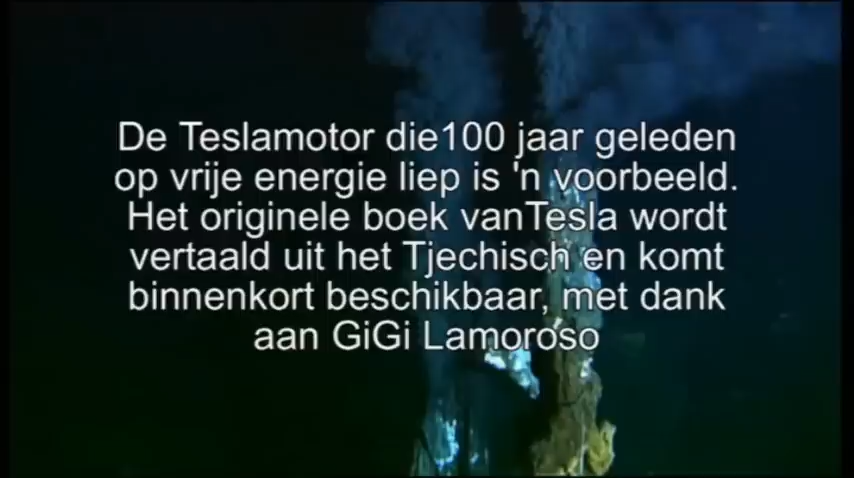 De Teslamotor die100 jaar geleden
op vrije energie liep is 'n voorbeeld.
Het originele boek vanTesla wordt
vertaald uit het Tjechisch en komt
binnenkort beschikbaar, met dank
aan GiGi Lamoroso